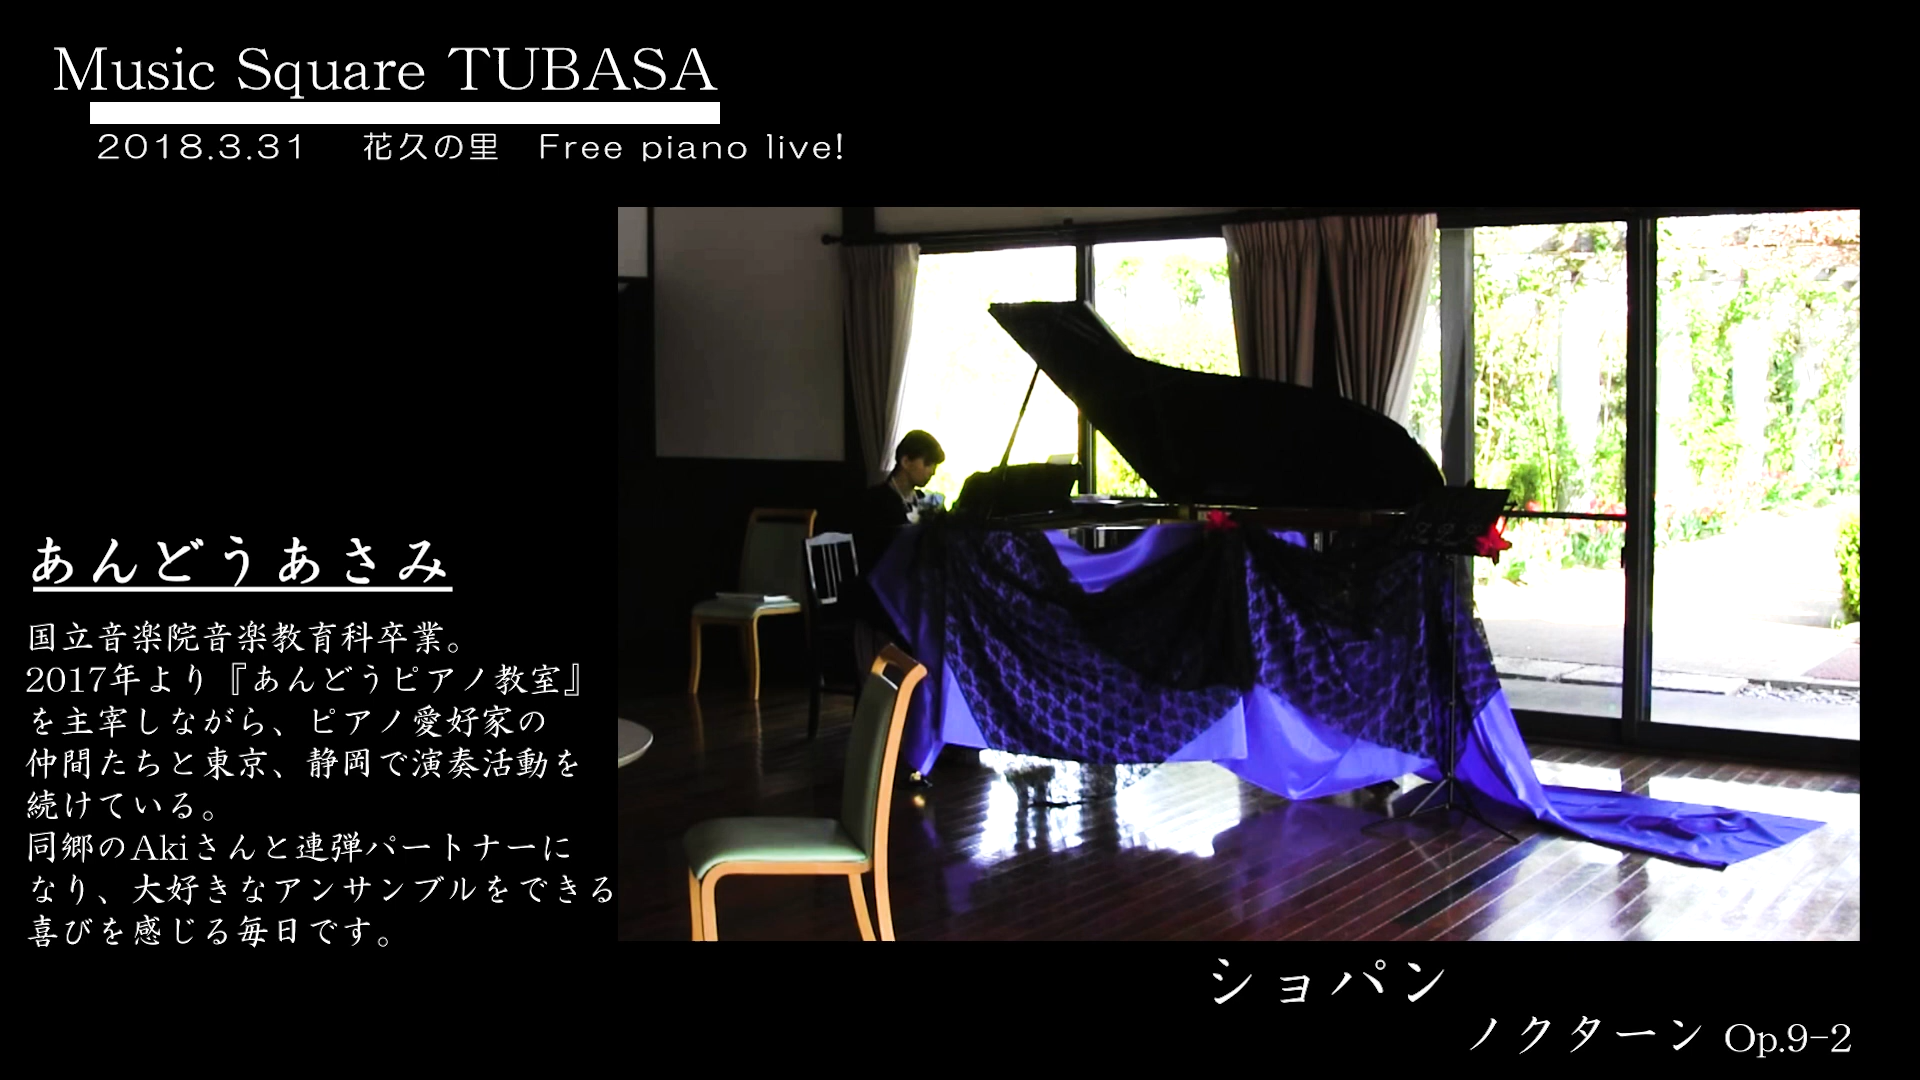 Music Square TUBASA
2018.3.31　花久の里　Free piano live!
あんどうあさみ
国立音楽院音楽教育科卒業。
2017年より『あんどうピアノ教室』
を主宰しながら、ピアノ愛好家の
仲間たちと東京、静岡で演奏活動を
続けている。
同郷のAkiさんと連弾パートナーに
なり、大好きなアンサンブルをできる
喜びを感じる毎日です。
ショパン
ノクターン Op.9-2